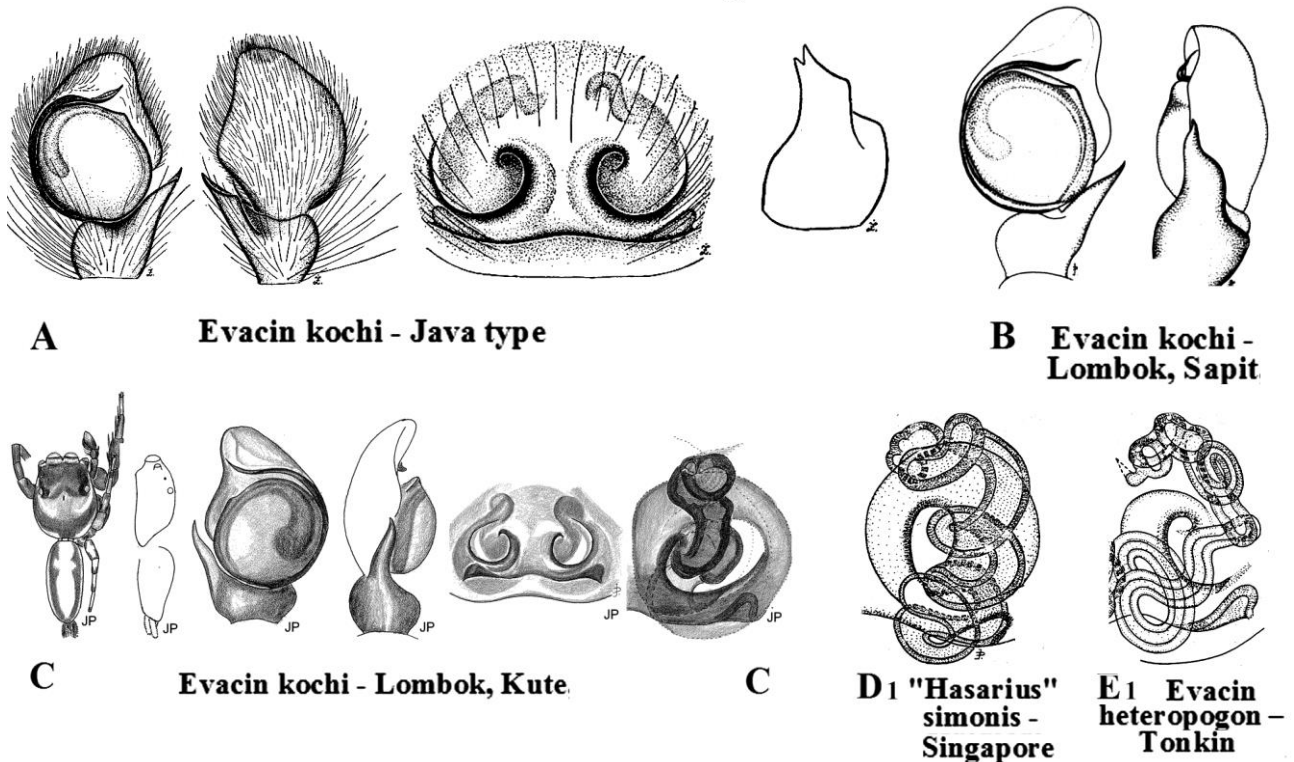 A
Evacin kochi - Java type
B
Evacin kochi -
Lombok, Sapit
JP
JP
JP
JP
JP
JP
C
Evacin kochi - Lombok, Kute
C
D1 "Hasarius"
simonis -
Singapore
E1 Evacin
heteropogon –
Tonkin